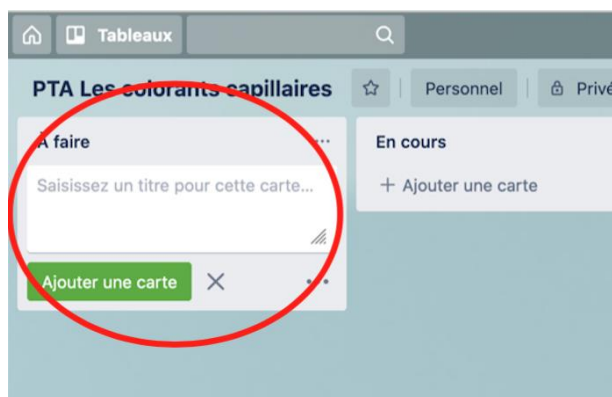 Tableaux
PTA Les colorants capillaires
Personnel
Privé
À faire
En cours
Saisissez un titre pour cette carte...
+ Ajouter une carte
Ajouter une carte